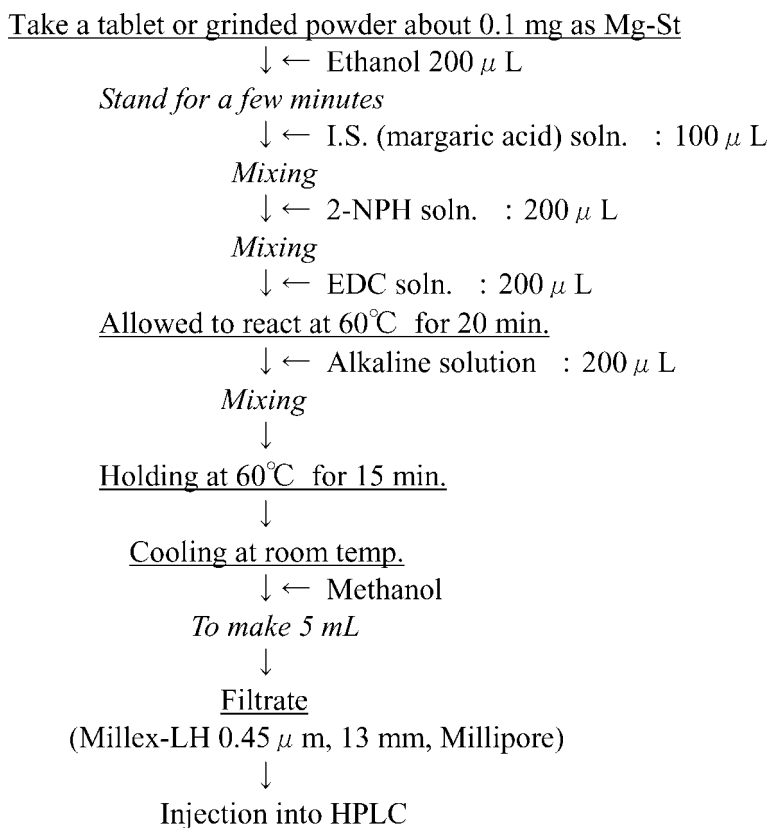 Take a tablet or grinded powder about 0.1 mg as Mg-St
↓ ← Ethanol 200 μ L
Stand for a few minutes
↓ ← I.S. (margaric acid) soln. : 100 μ L
Mixing
↓ ← 2-NPH soln. : 200 μ L
Mixing
↓ ← EDC soln. : 200 μ L
Allowed to react at 60℃ for 20 min.
↓ ← Alkaline solution : 200 μ L
Mixing
↓
Holding at 60℃ for 15 min.
↓
Cooling at room temp.
↓ ← Methanol
To make 5 mL
↓
Filtrate
(Millex-LH 0.45 μ m, 13 mm, Millipore)
↓
Injection into HPLC